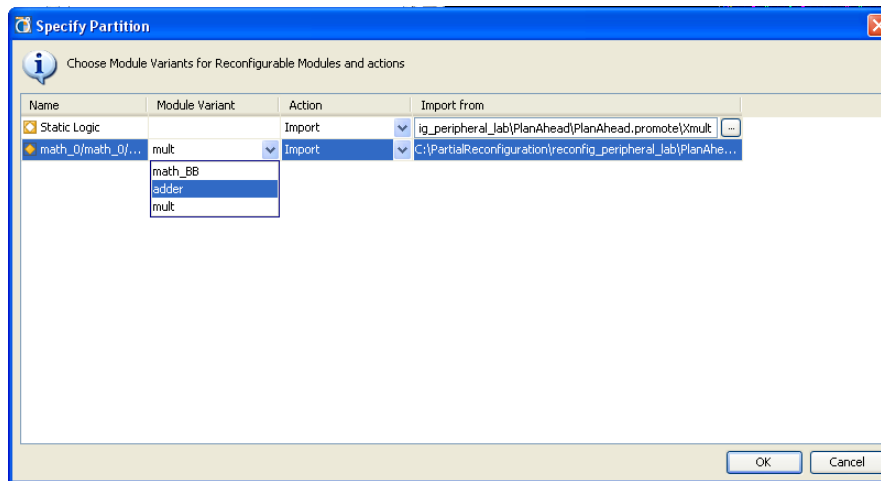 Specify Partition
Choose Module Variants for Reconfigurable Modules and actions
Name Module Variant Action Import from
Static Logic Import ig_peripheral_lab\PlanAhead\PlanAhead.promote\Xmult ...
math_0/math_0/... mult Import C:\PartialReconfiguration\reconfig_peripheral_lab\PlanAhe...
math_BB
adder
mult
OK Cancel